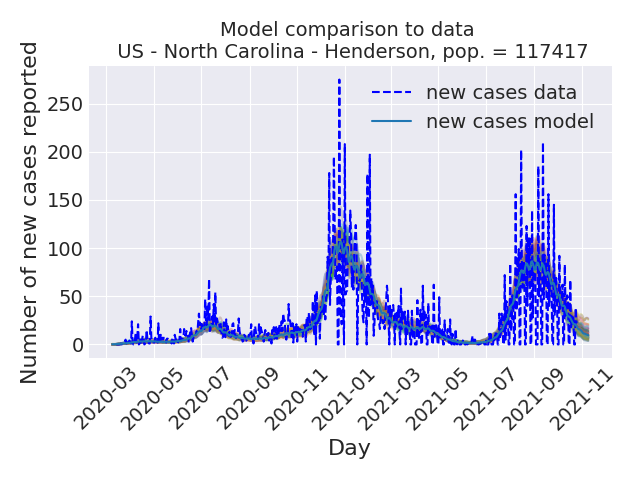 Model comparison to data
US - North Carolina - Henderson, pop. = 117417
Number of new cases reported
250
200
150
100
50
0
new cases data
new cases model
2020-03
2020-05
2020-07
2020-09
2020-11
2021-01
2021-03
2021-05
2021-07
2021-09
2021-11
Day